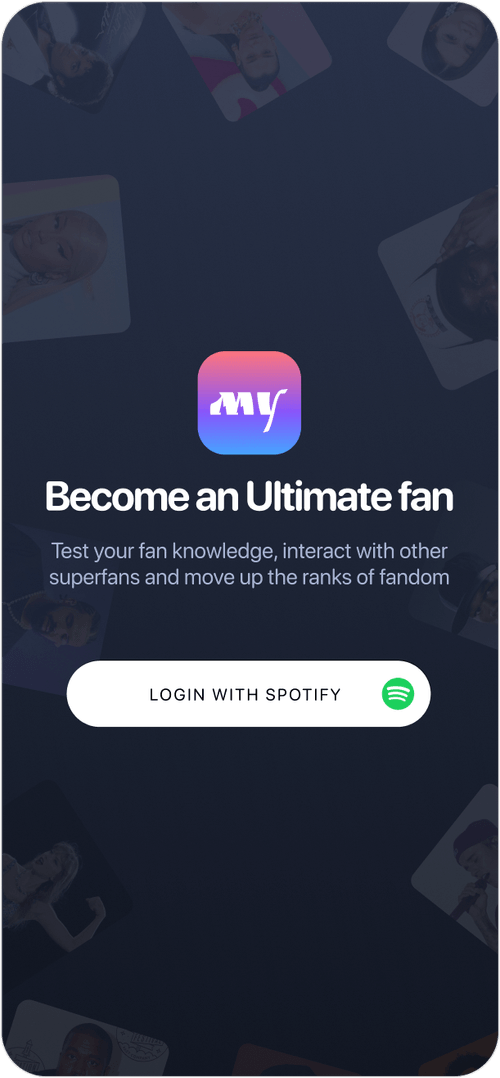 my
Become an Ultimate fan
Test your fan knowledge, interact with other
superfans and move up the ranks of fandom
LOGIN WITH SPOTIFY